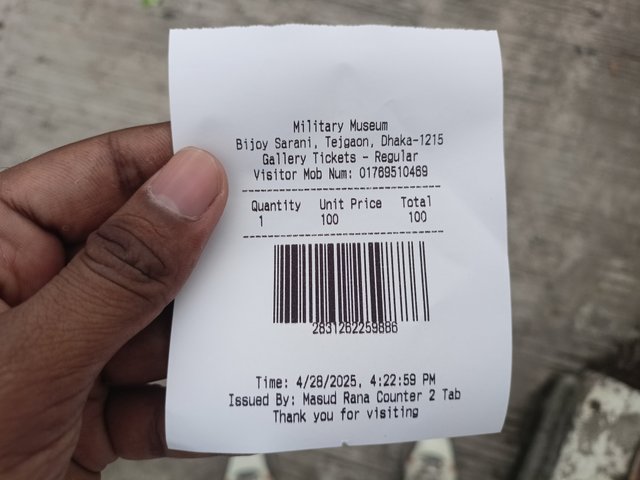 Military Museum
Bijoy Sarani, Tejgaon, Dhaka-1215
Gallery Tickets - Regular
Visitor Mob Num: 01769510469
Quantity Unit Price Total
1 100 100
2831262259886
Time: 4/28/2025, 4:22:59 PM
Issued By: Masud Rana Counter 2 Tab
Thank you for visiting